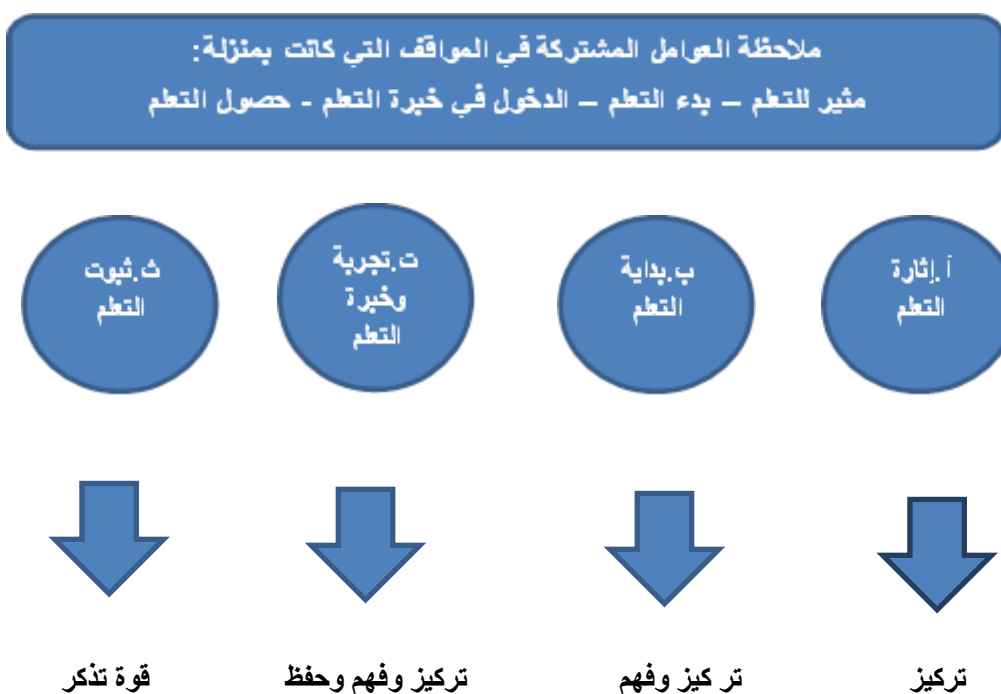 ملاحظة العوامل المشتركة في المواقف التي كانت بمنزلة:
مثير للتعلم – بدء التعلم – الدخول في خبرة التعلم - حصول التعلم
أ.إثارة
التعلم
ب.بداية
التعلم
ت.تجربة
وخبرة
التعلم
ث.ثبوت
التعلم
تركيز
تر كيز وفهم
تركيز وفهم وحفظ
قوة تذكر